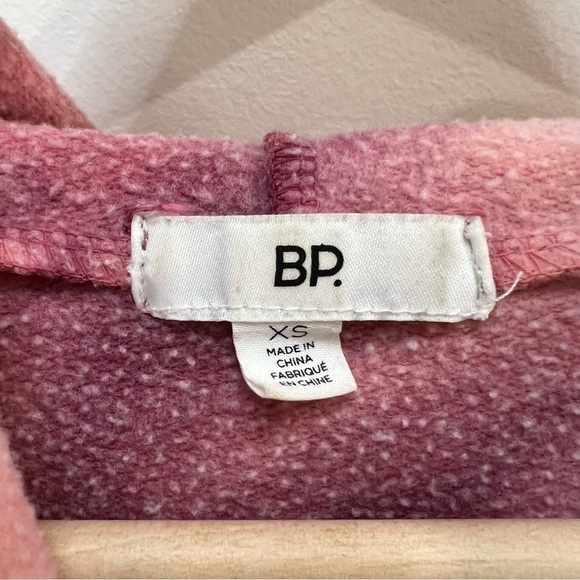 BP.
XS
MADE IN
CHINA
FABRIQUÉ
EN CHINE